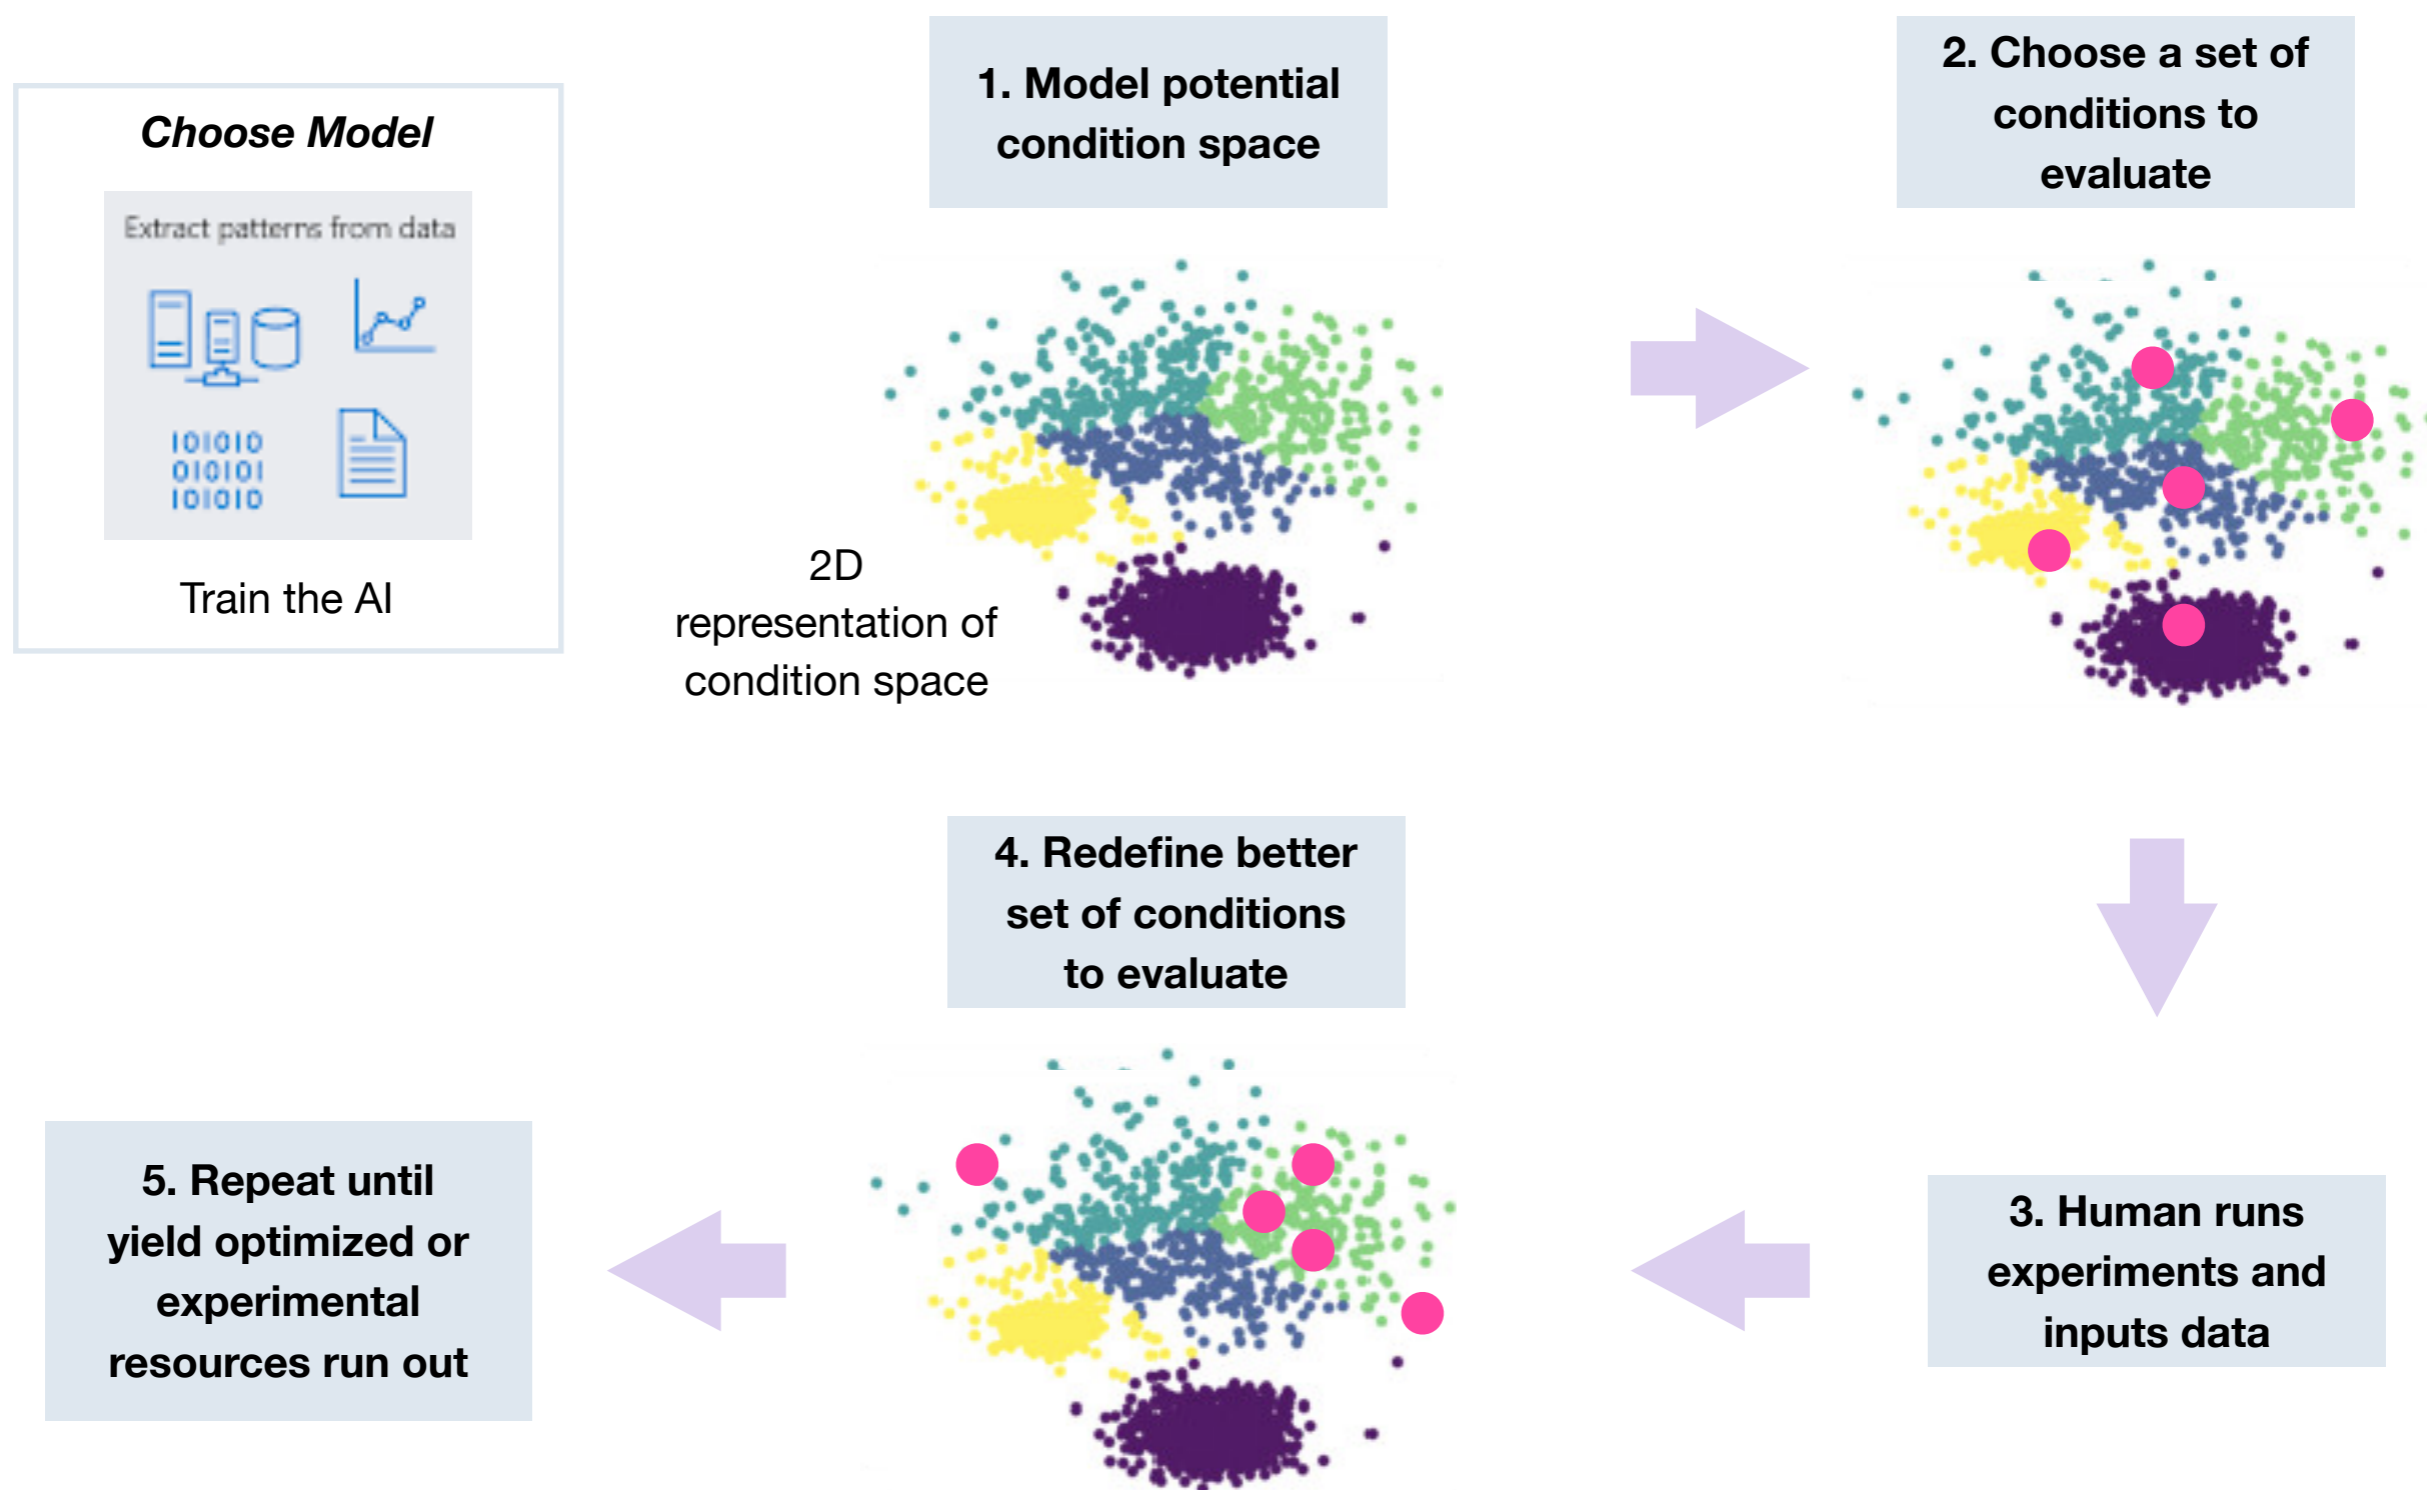 Choose Model
Extract patterns from data
101010
010101
101010
Train the AI
1. Model potential
condition space
2D
representation of
condition space
2. Choose a set of
conditions to
evaluate
3. Human runs
experiments and
inputs data
4. Redefine better
set of conditions
to evaluate
5. Repeat until
yield optimized or
experimental
resources run out